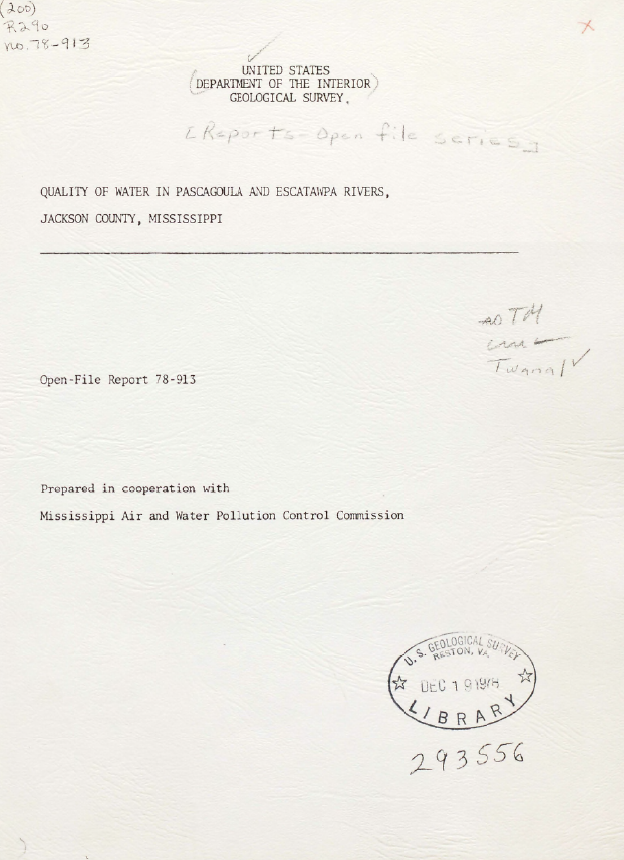 (200)
R290
no. 78-913
UNITED STATES
(DEPARTMENT OF THE INTERIOR)
GEOLOGICAL SURVEY.
[Reports - Open file series]
QUALITY OF WATER IN PASCAGOULA AND ESCATAWPA RIVERS,
JACKSON COUNTY, MISSISSIPPI
TM
Open-File Report 78-913
Prepared in cooperation with
Mississippi Air and Water Pollution Control Commission
U. S. GEOLOGICAL SURVEY
RESTON, VA.
DEC 19 1978
LIBRARY
293556